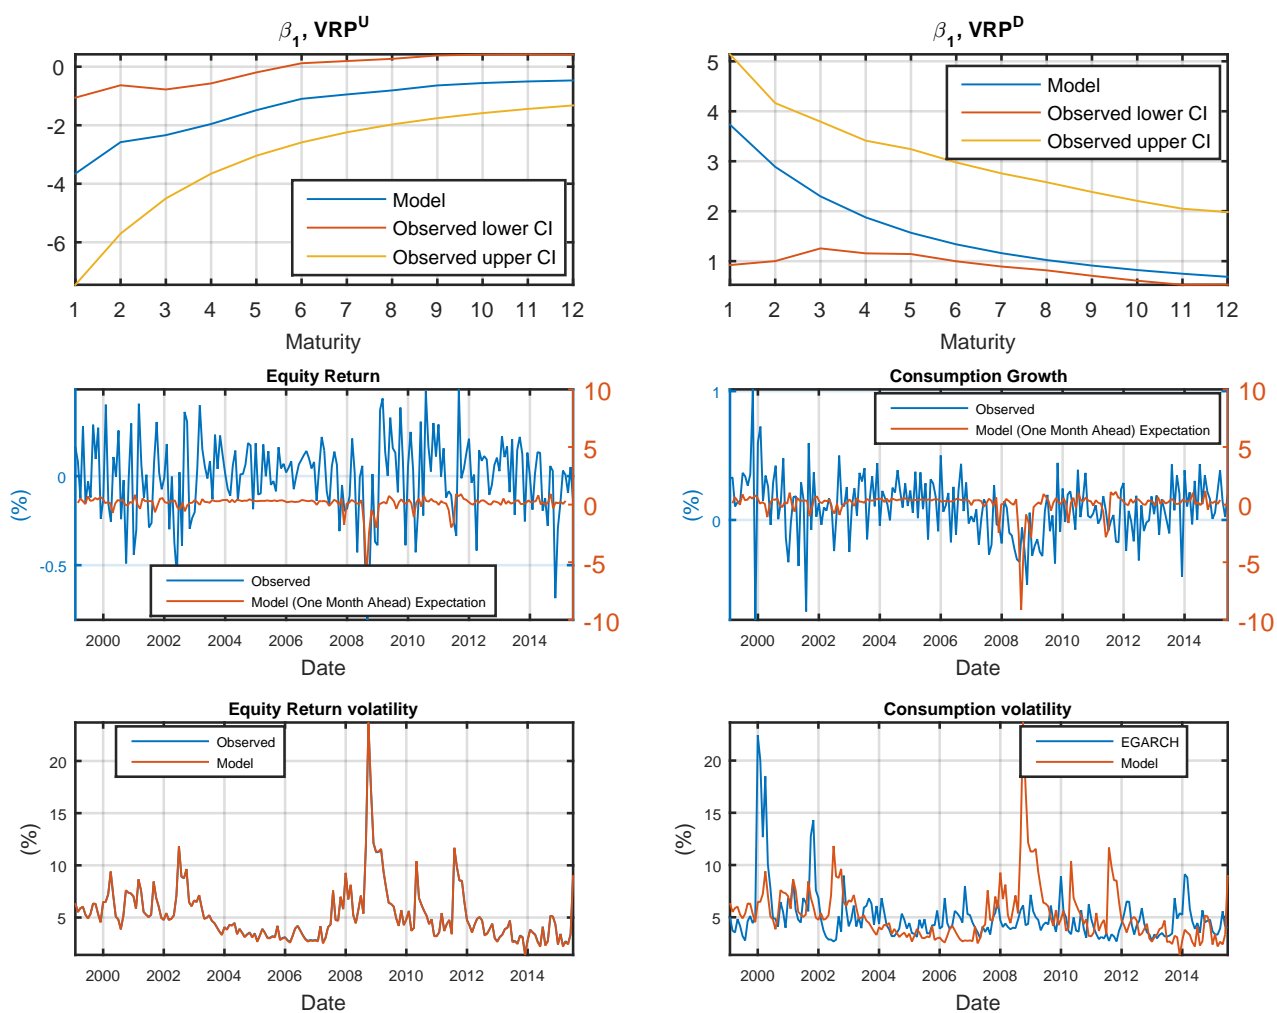 β1, VRP^U
0
-2
-4
-6
Model
Observed lower CI
Observed upper CI
1 2 3 4 5 6 7 8 9 10 11 12
Maturity
β1, VRP^D
5
4
3
2
1
Model
Observed lower CI
Observed upper CI
1 2 3 4 5 6 7 8 9 10 11 12
Maturity
Equity Return
(%)
0
-0.5
10
5
0
-5
-10
Observed
Model (One Month Ahead) Expectation
2000 2002 2004 2006 2008 2010 2012 2014
Date
Consumption Growth
(%)
1
0
10
5
0
-5
-10
Observed
Model (One Month Ahead) Expectation
2000 2002 2004 2006 2008 2010 2012 2014
Date
Equity Return volatility
(%)
20
15
10
5
Observed
Model
2000 2002 2004 2006 2008 2010 2012 2014
Date
Consumption volatility
(%)
20
15
10
5
EGARCH
Model
2000 2002 2004 2006 2008 2010 2012 2014
Date